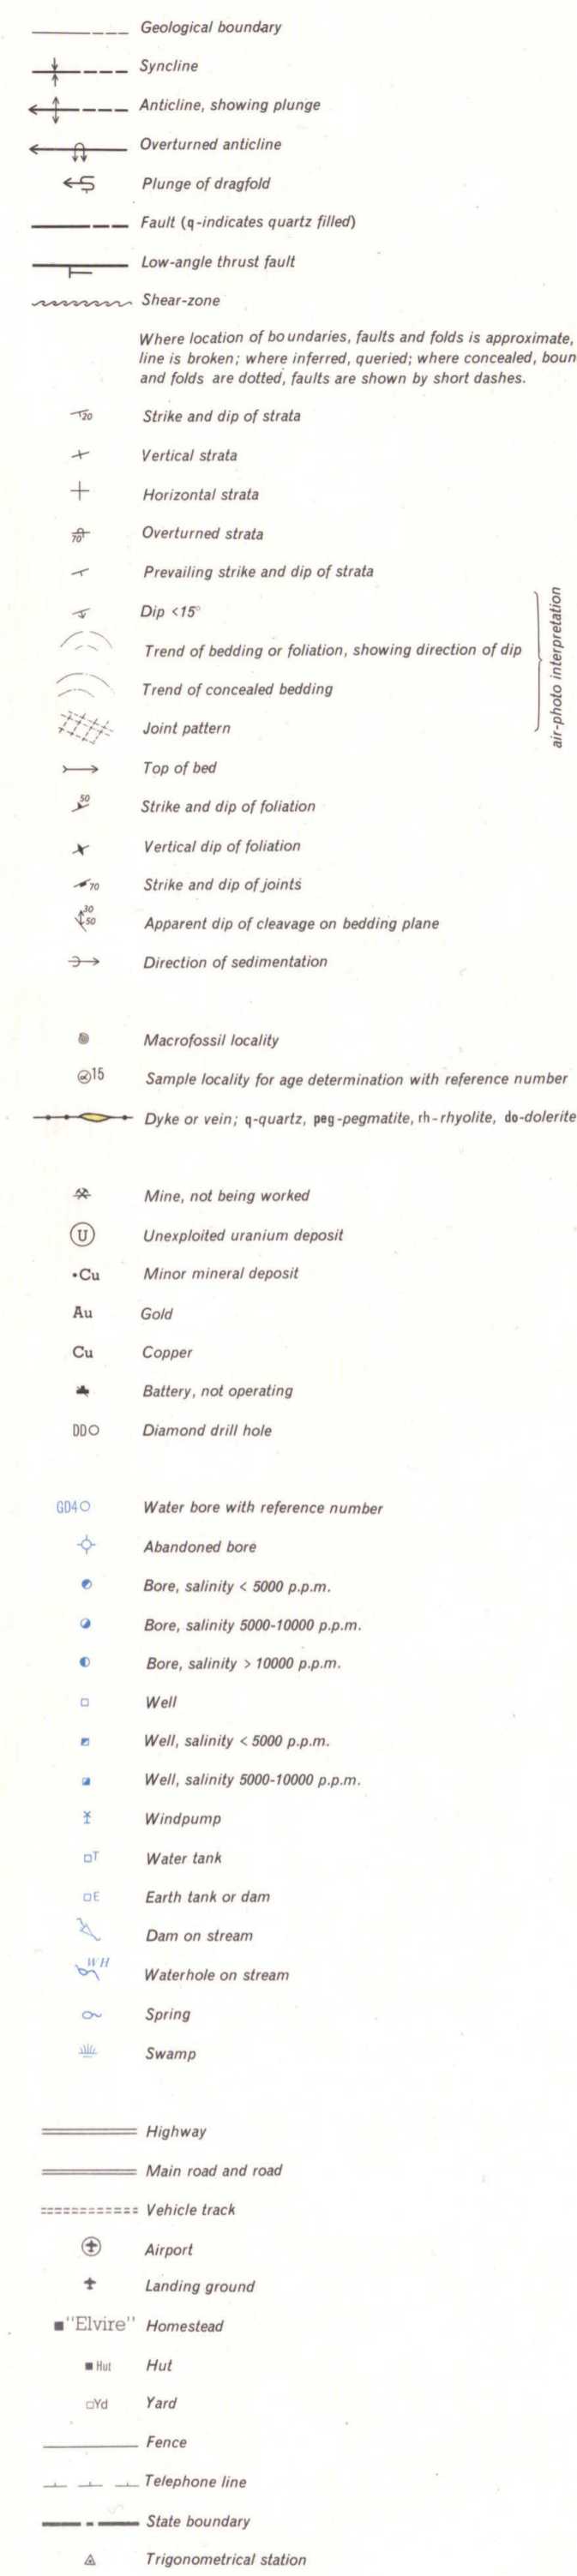 Geological boundary
Syncline
Anticline, showing plunge
Overturned anticline
Plunge of dragfold
Fault (q-indicates quartz filled)
Low-angle thrust fault
Shear-zone
Where location of boundaries, faults and folds is approximate,
line is broken; where inferred, queried; where concealed, boun
and folds are dotted, faults are shown by short dashes.
20 Strike and dip of strata
Vertical strata
Horizontal strata
70 Overturned strata
Prevailing strike and dip of strata
Dip <15°
Trend of bedding or foliation, showing direction of dip
Trend of concealed bedding
Joint pattern
air-photo interpretation
Top of bed
50 Strike and dip of foliation
Vertical dip of foliation
70 Strike and dip of joints
30
50 Apparent dip of cleavage on bedding plane
Direction of sedimentation
Macrofossil locality
15 Sample locality for age determination with reference number
Dyke or vein; q-quartz, peg-pegmatite, rh-rhyolite, do-dolerite
Mine, not being worked
U Unexploited uranium deposit
•Cu Minor mineral deposit
Au Gold
Cu Copper
Battery, not operating
DD○ Diamond drill hole
GD4○ Water bore with reference number
Abandoned bore
Bore, salinity < 5000 p.p.m.
Bore, salinity 5000-10000 p.p.m.
Bore, salinity > 10000 p.p.m.
Well
Well, salinity < 5000 p.p.m.
Well, salinity 5000-10000 p.p.m.
Windpump
□T Water tank
□E Earth tank or dam
Dam on stream
WH Waterhole on stream
Spring
Swamp
Highway
Main road and road
Vehicle track
Airport
Landing ground
■"Elvire" Homestead
■Hut Hut
□Yd Yard
Fence
Telephone line
State boundary
Trigonometrical station